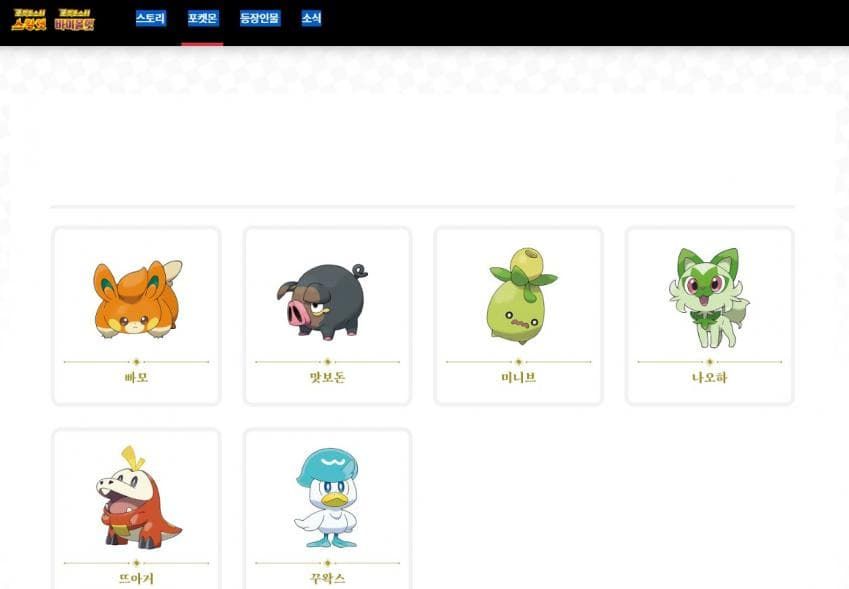 포켓몬스터 포켓몬스터
스칼렛 바이올렛
스토리 포켓몬 등장인물 소식
빠모 맛보돈 미니브 나오하
뜨아거 꾸왁스